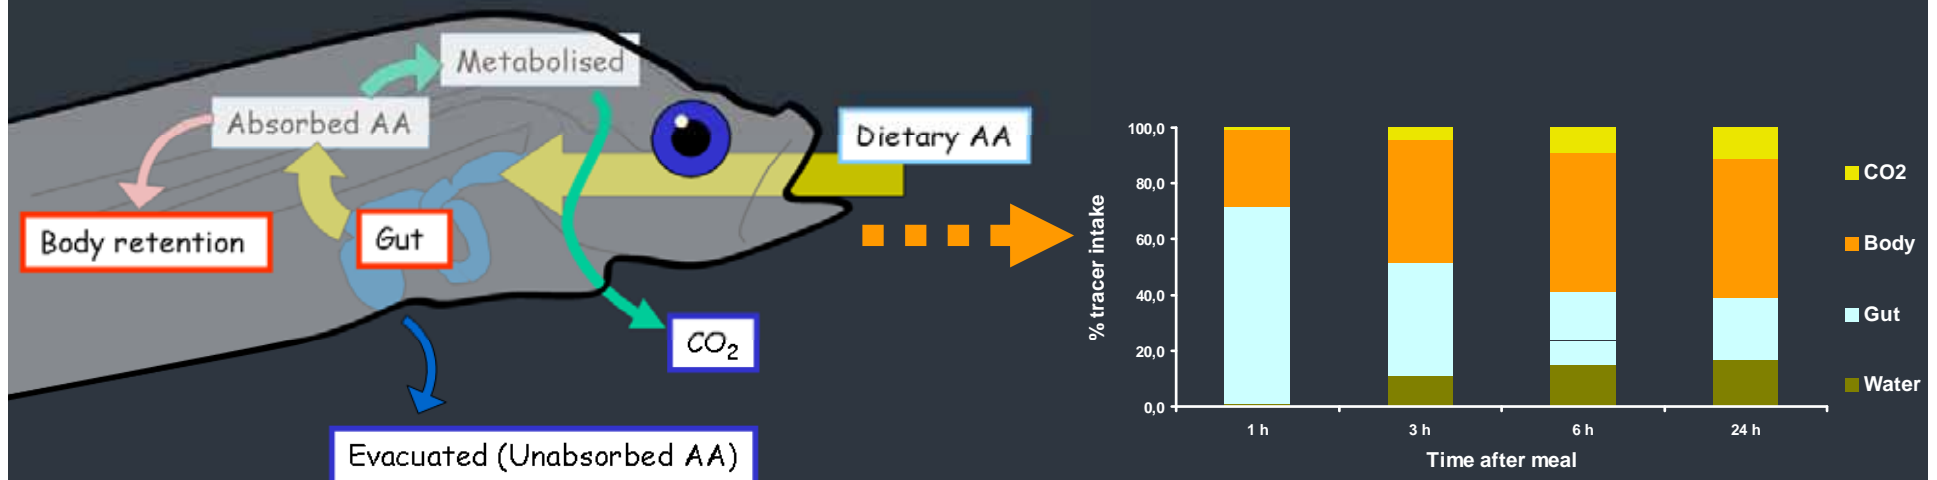 Metabolised
Absorbed AA
Dietary AA
Body retention
Gut
CO2
Evacuated (Unabsorbed AA)
% tracer intake
100,0
80,0
60,0
40,0
20,0
0,0
1 h
3 h
6 h
24 h
Time after meal
CO2
Body
Gut
Water